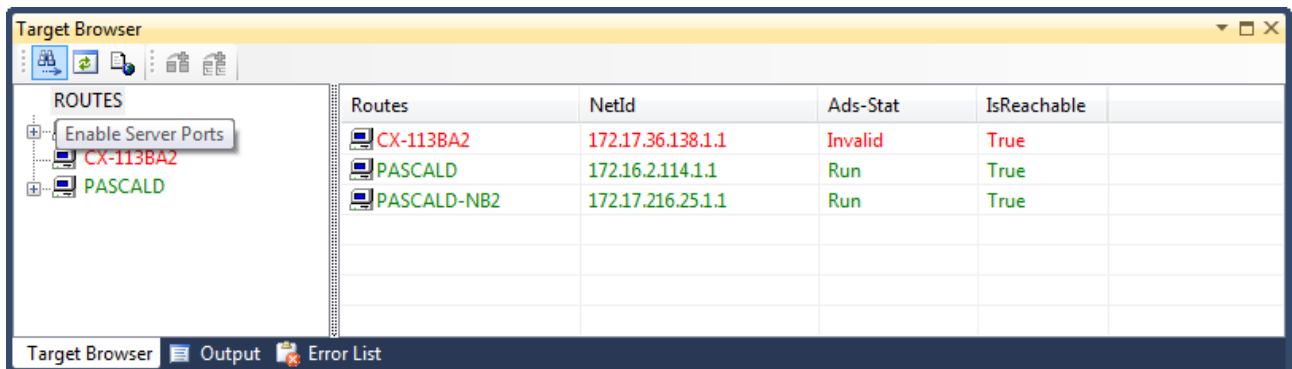 Target Browser
ROUTES
Enable Server Ports
CX-113BA2
PASCALD
Routes NetId Ads-Stat IsReachable
CX-113BA2 172.17.36.138.1.1 Invalid True
PASCALD 172.16.2.114.1.1 Run True
PASCALD-NB2 172.17.216.25.1.1 Run True
Target Browser Output Error List